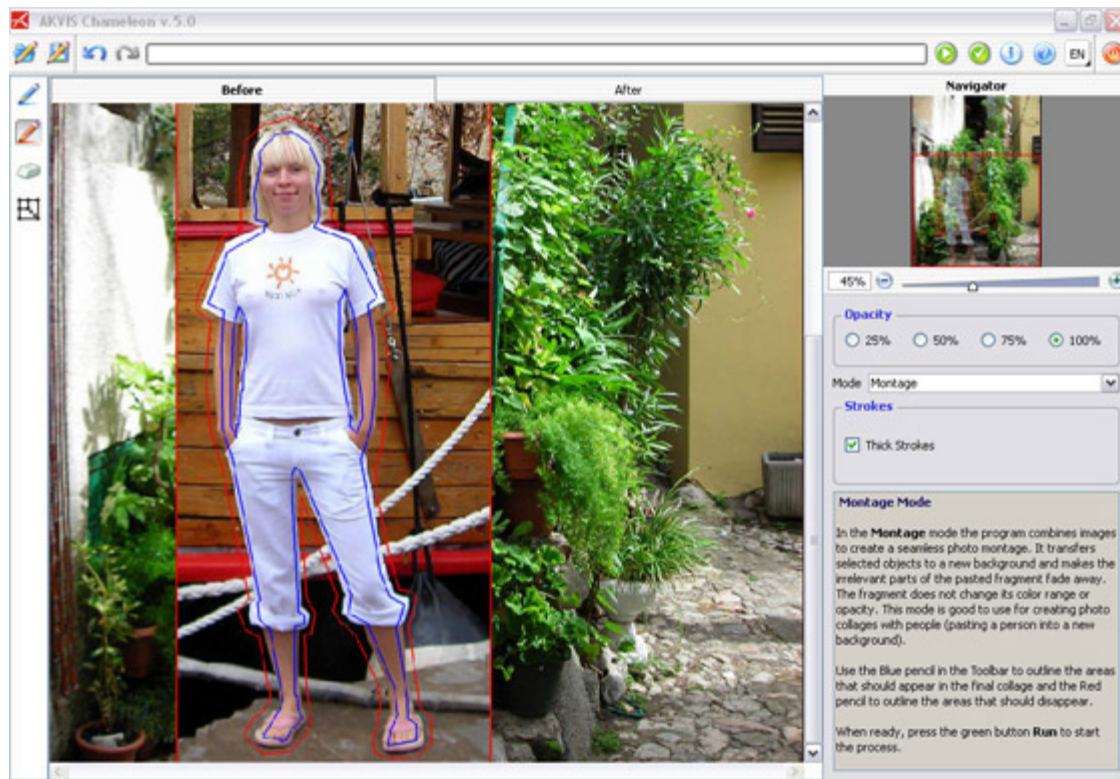 AKVIS Chameleon v.5.0
EN
Before
After
Navigator
45%
Opacity
25% 50% 75% 100%
Mode Montage
Strokes
Thick Strokes
Montage Mode
In the Montage mode the program combines images
to create a seamless photo montage. It transfers
selected objects to a new background and makes the
irrelevant parts of the pasted fragment fade away.
The fragment does not change its color range or
opacity. This mode is good to use for creating photo
collages with people (pasting a person into a new
background).
Use the Blue pencil in the Toolbar to outline the areas
that should appear in the final collage and the Red
pencil to outline the areas that should disappear.
When ready, press the green button Run to start
the process.